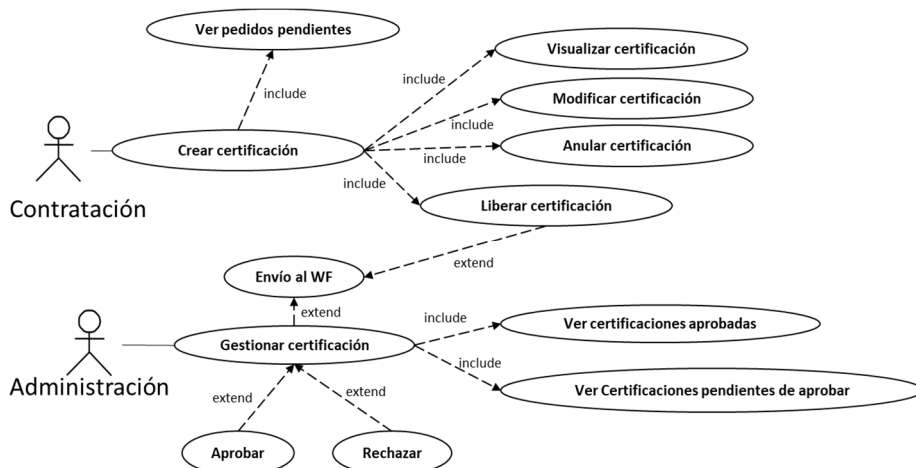 Ver pedidos pendientes
Visualizar certificación
include
include
Modificar certificación
include
Crear certificación
include
Anular certificación
include
Contratación
Liberar certificación
extend
Envío al WF
extend
Gestionar certificación
include
Ver certificaciones aprobadas
include
Administración
Ver Certificaciones pendientes de aprobar
extend
extend
Aprobar
Rechazar